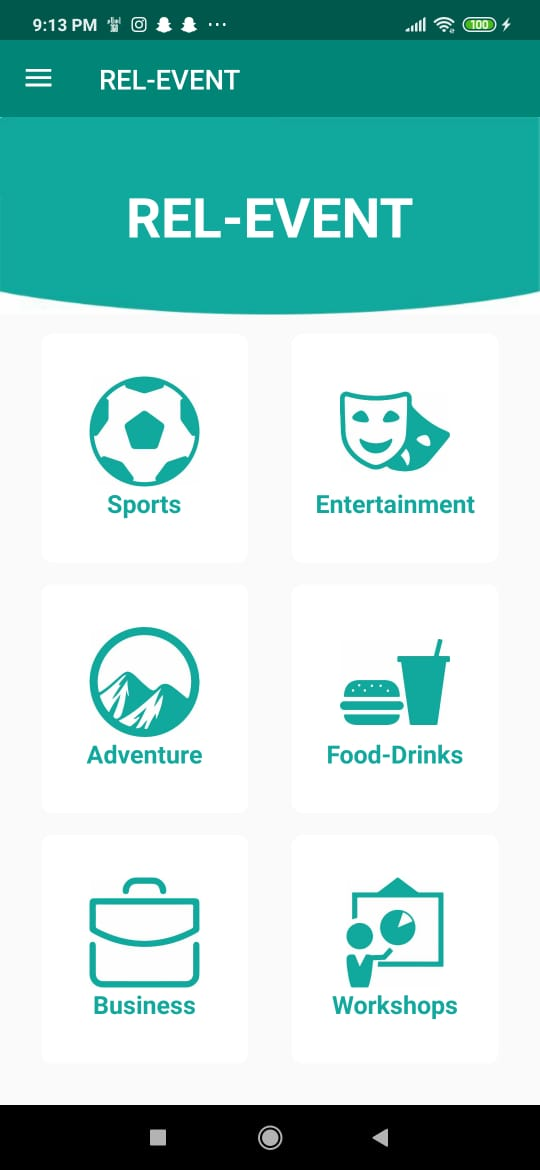 9:13 PM
100
REL-EVENT
REL-EVENT
Sports
Entertainment
Adventure
Food-Drinks
Business
Workshops